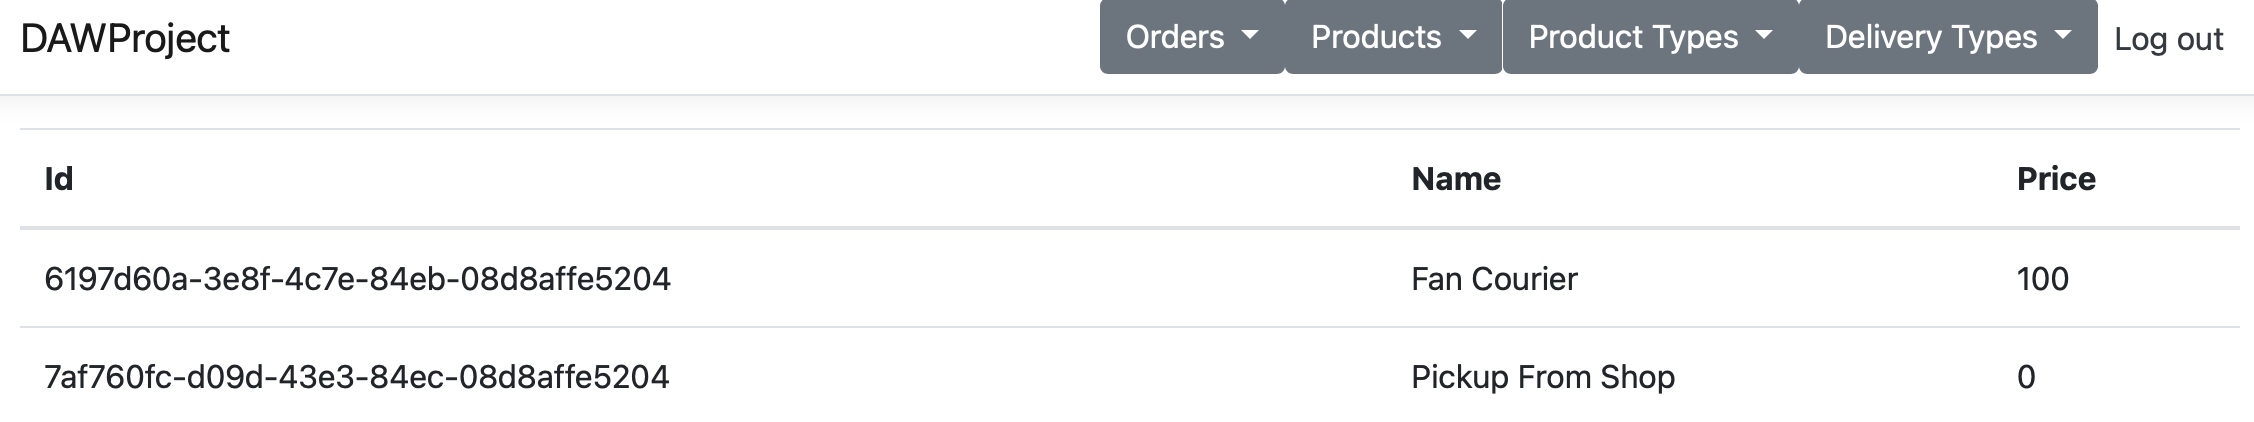 DAWProject Orders Products Product Types Delivery Types Log out
Id Name Price
6197d60a-3e8f-4c7e-84eb-08d8affe5204 Fan Courier 100
7af760fc-d09d-43e3-84ec-08d8affe5204 Pickup From Shop 0